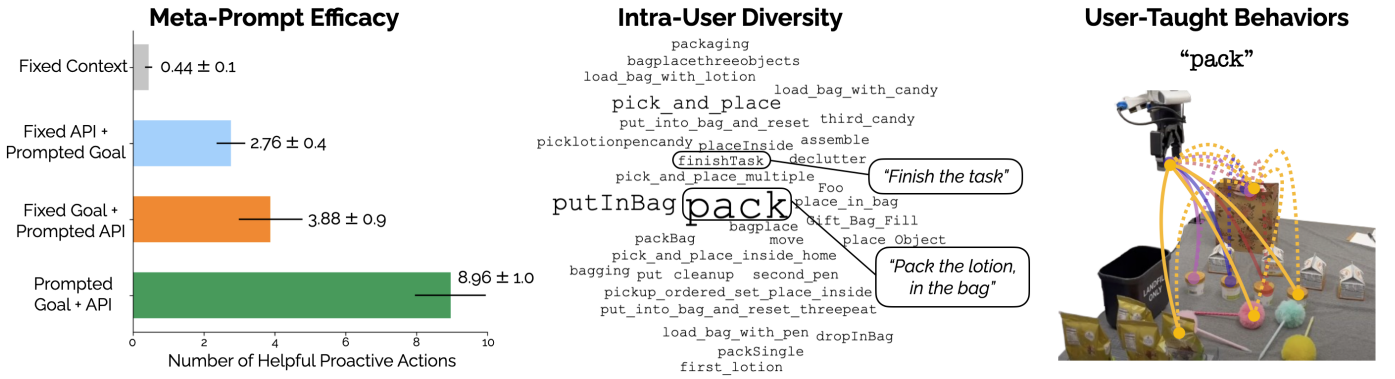 Meta-Prompt Efficacy
Fixed Context
0.44 ± 0.1
Fixed API +
Prompted Goal
2.76 ± 0.4
Fixed Goal +
Prompted API
3.88 ± 0.9
Prompted
Goal + API
8.96 ± 1.0
0 2 4 6 8 10
Number of Helpful Proactive Actions
Intra-User Diversity
packaging
bagplacethreeobjects
load_bag_with_lotion
load_bag_with_candy
pick_and_place
put_into_bag_and_reset third_candy
picklotionpencandy placeInside assemble
finishTask declutter
pick_and_place_multiple
"Finish the task"
Foo
putInBag pack place_in_bag
Gift_Bag_Fill
bagplace
packBag move place Object
pick_and_place_inside_home
bagging put cleanup second_pen
"Pack the lotion,
in the bag"
pickup_ordered_set_place_inside
put_into_bag_and_reset_threepeat
load_bag_with_pen dropInBag
packSingle
first_lotion
User-Taught Behaviors
"pack"
LANDFILL
ONLY